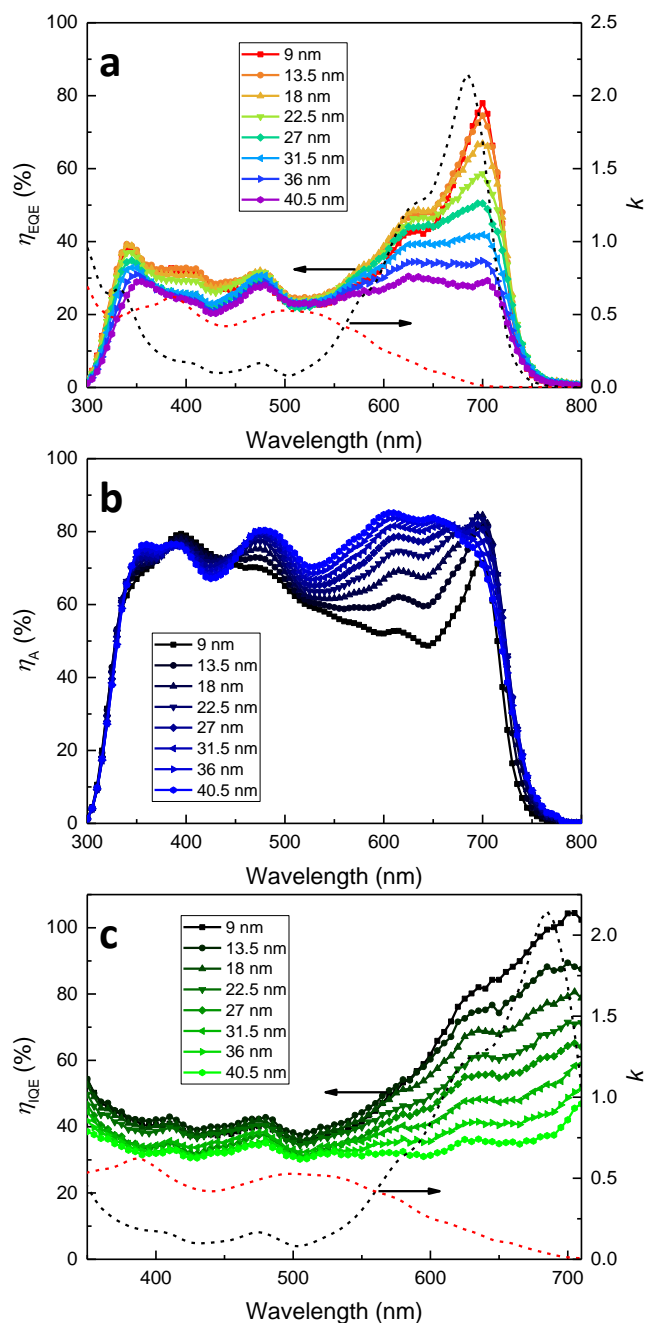 a
100
80
60
40
20
0
η_EQE (%)
9 nm
13.5 nm
18 nm
22.5 nm
27 nm
31.5 nm
36 nm
40.5 nm
2.5
2.0
1.5
1.0
0.5
0.0
k
300 400 500 600 700 800
Wavelength (nm)
b
100
80
60
40
20
0
η_A (%)
9 nm
13.5 nm
18 nm
22.5 nm
27 nm
31.5 nm
36 nm
40.5 nm
300 400 500 600 700 800
Wavelength (nm)
c
100
80
60
40
20
0
η_IQE (%)
9 nm
13.5 nm
18 nm
22.5 nm
27 nm
31.5 nm
36 nm
40.5 nm
2.0
1.5
1.0
0.5
0.0
k
400 500 600 700
Wavelength (nm)